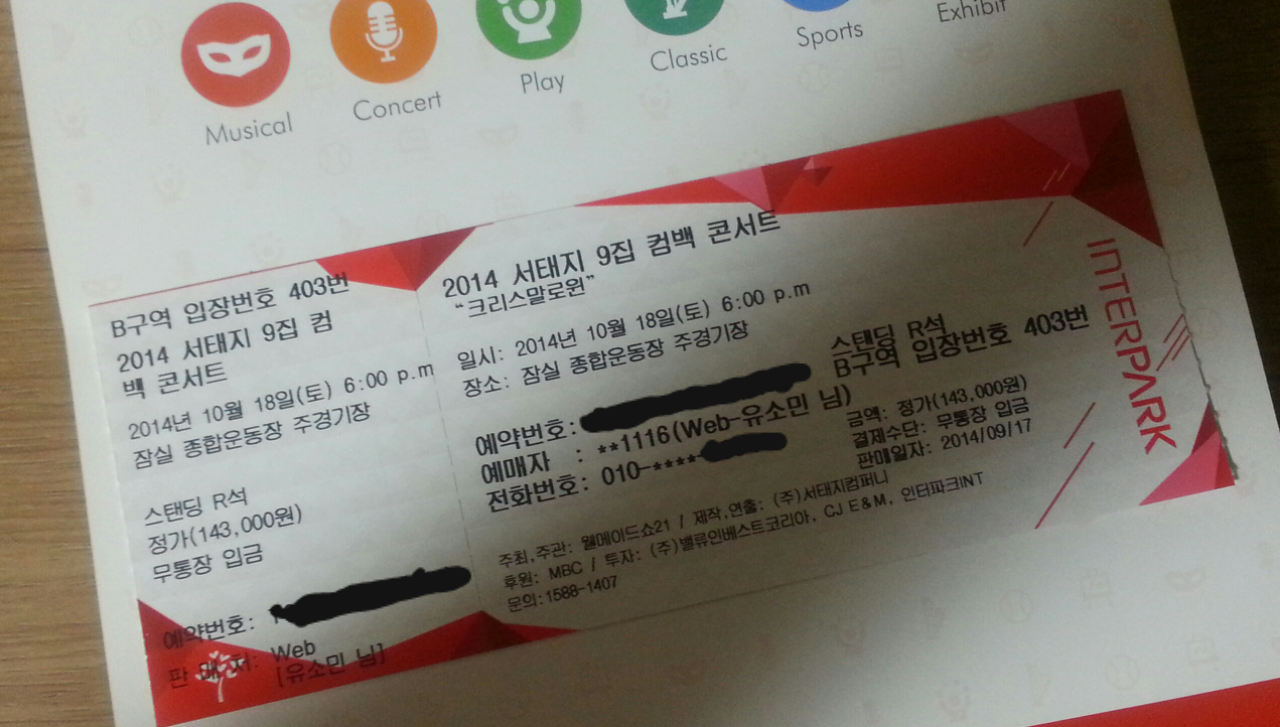 Musical
Concert
Play
Classic
Sports
Exhibit
B구역 입장번호 403번
2014 서태지 9집 컴
백 콘서트
2014년 10월 18일(토) 6:00 p.m
잠실 종합운동장 주경기장
스탠딩 R석
정가(143,000원)
무통장 입금
예약번호:
판 매 처: Web
[유소민 님]
2014 서태지 9집 컴백 콘서트
“크리스말로윈”
일시: 2014년 10월 18일(토) 6:00 p.m
장소: 잠실 종합운동장 주경기장
스탠딩 R석
B구역 입장번호 403번
예약번호:
예매자 : **1116(Web-유소민 님)
전화번호: 010-****-
금액: 정가(143,000원)
결제수단: 무통장 입금
판매일자: 2014/09/17
주최,주관: 웰메이드쇼21 / 제작,연출: (주)서태지컴퍼니
후원: MBC / 투자: (주)밸류인베스트코리아, CJ E&M, 인터파크INT
문의:1588-1407
INTERPARK